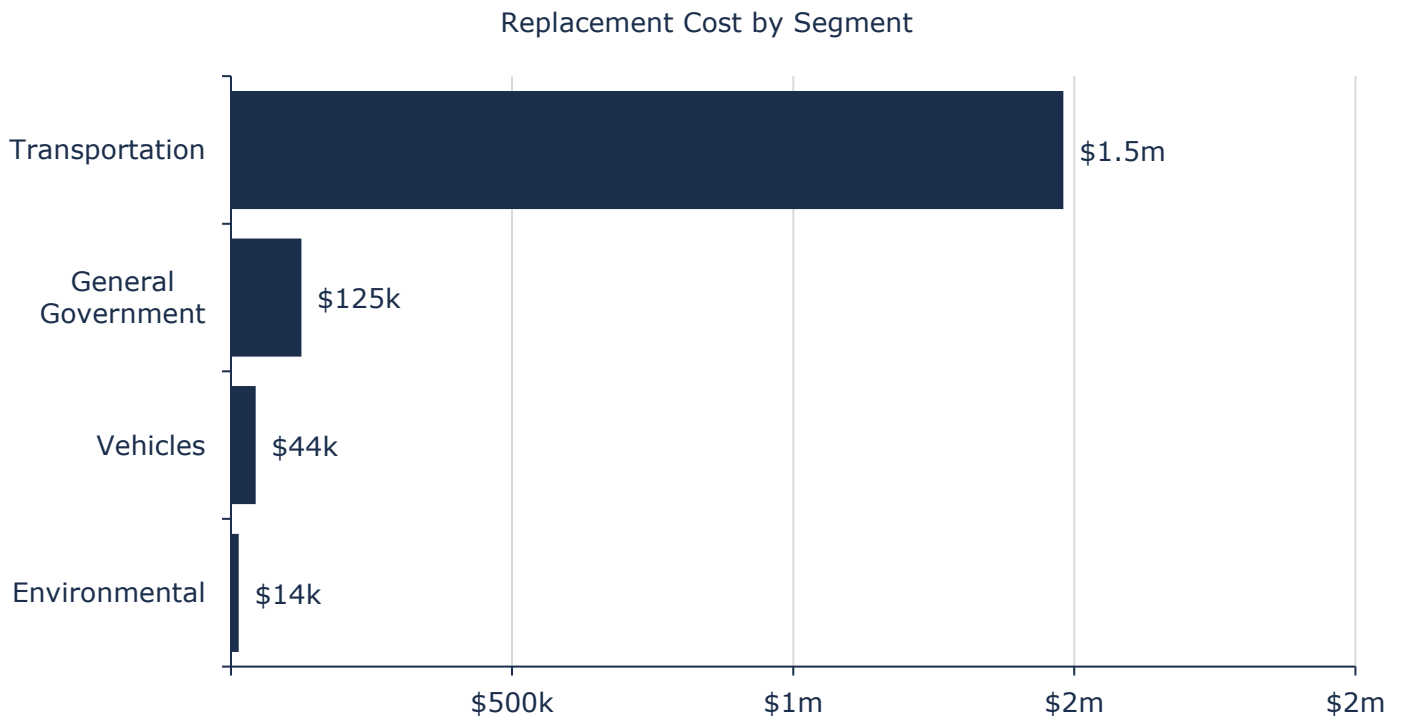 Replacement Cost by Segment
Transportation
$1.5m
General
Government
$125k
Vehicles
$44k
Environmental
$14k
$500k
$1m
$2m
$2m